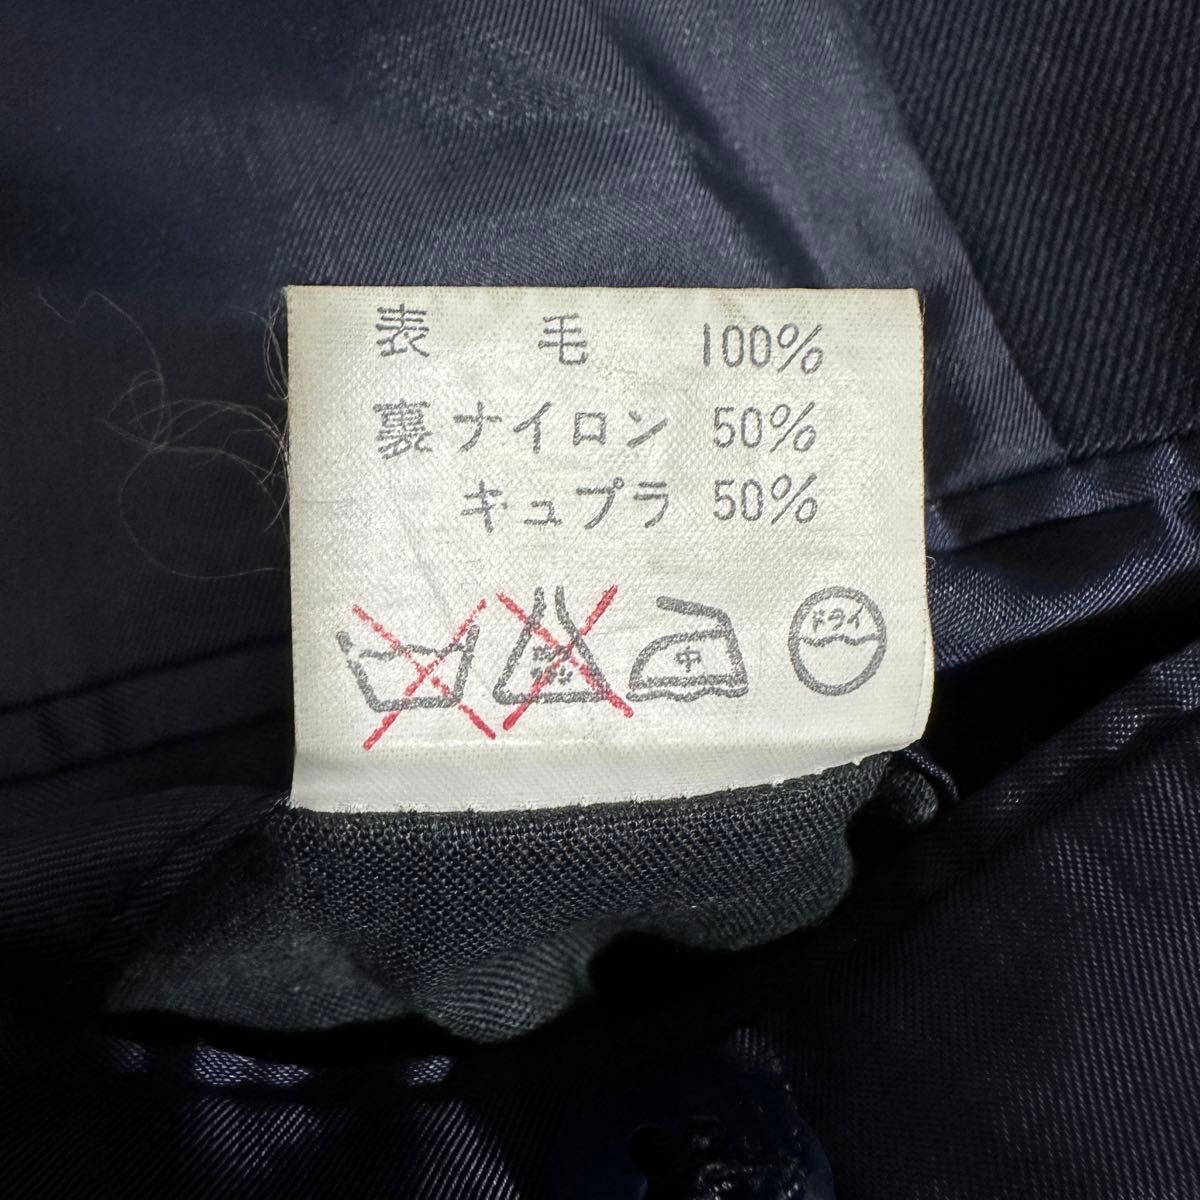 表 毛 100%
裏 ナイロン 50%
キュプラ 50%
中 ドライ